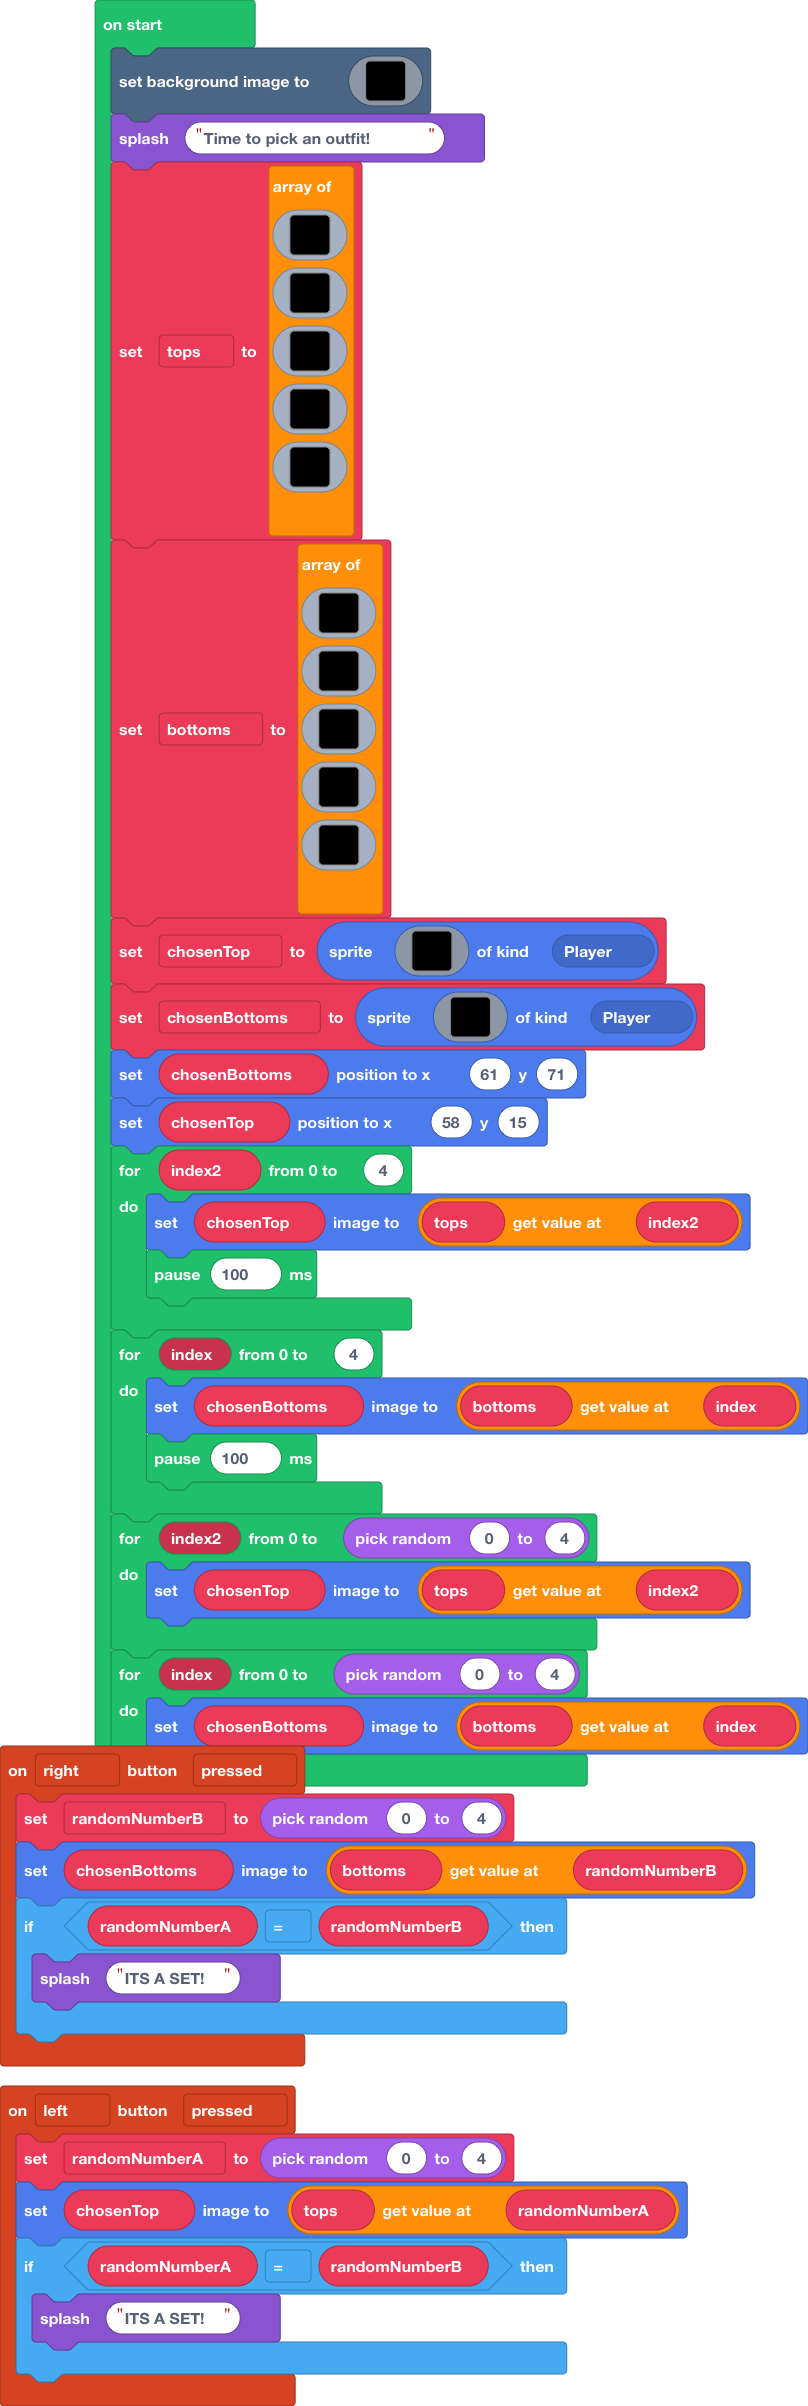 on start
set background image to
splash "Time to pick an outfit! "
array of
set tops to
array of
set bottoms to
set chosenTop to sprite of kind Player
set chosenBottoms to sprite of kind Player
set chosenBottoms position to x 61 y 71
set chosenTop position to x 58 y 15
for index2 from 0 to 4
do
set chosenTop image to tops get value at index2
pause 100 ms
for index from 0 to 4
do
set chosenBottoms image to bottoms get value at index
pause 100 ms
for index2 from 0 to pick random 0 to 4
do
set chosenTop image to tops get value at index2
for index from 0 to pick random 0 to 4
do
set chosenBottoms image to bottoms get value at index
on right button pressed
set randomNumberB to pick random 0 to 4
set chosenBottoms image to bottoms get value at randomNumberB
if randomNumberA = randomNumberB then
splash "ITS A SET! "
on left button pressed
set randomNumberA to pick random 0 to 4
set chosenTop image to tops get value at randomNumberA
if randomNumberA = randomNumberB then
splash "ITS A SET! "